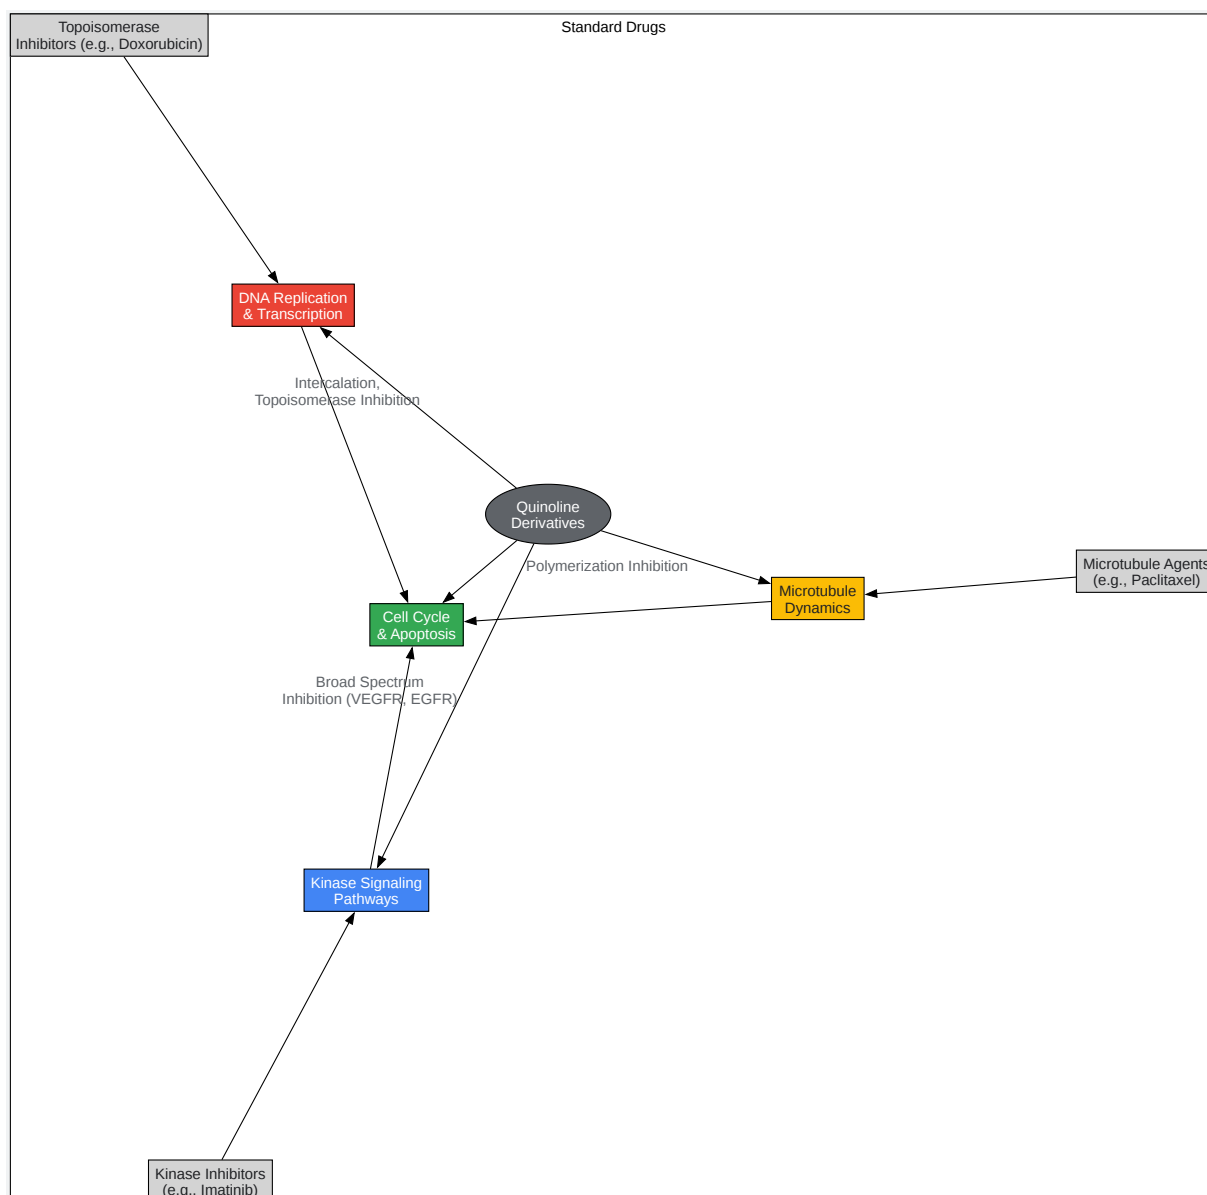 Topoisomerase
Inhibitors (e.g., Doxorubicin)
Standard Drugs
DNA Replication
& Transcription
Intercalation,
Topoisomerase Inhibition
Quinoline
Derivatives
Polymerization Inhibition
Microtubule Agents
(e.g., Paclitaxel)
Microtubule
Dynamics
Cell Cycle
& Apoptosis
Broad Spectrum
Inhibition (VEGFR, EGFR)
Kinase Signaling
Pathways
Kinase Inhibitors
(e.g., Imatinib)